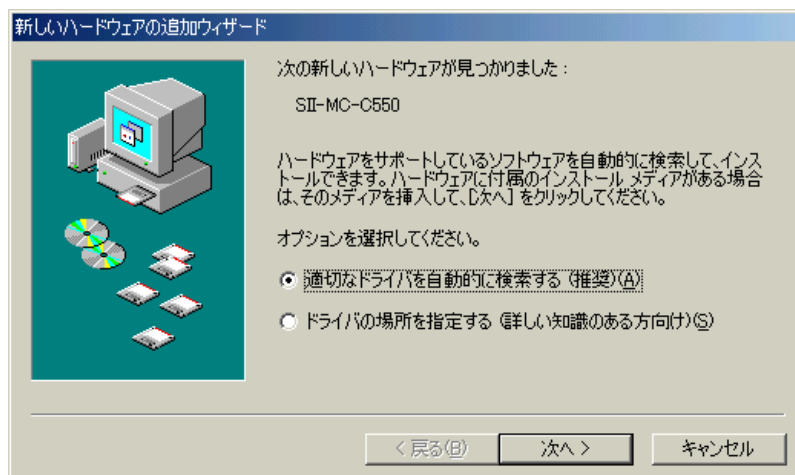 新しいハードウェアの追加ウィザード
次の新しいハードウェアが見つかりました：
SII-MC-C550
ハードウェアをサポートしているソフトウェアを自動的に検索して、インス
トールできます。ハードウェアに付属のインストール メディアがある場合
は、そのメディアを挿入して、[次へ] をクリックしてください。
オプションを選択してください。
適切なドライバを自動的に検索する (推奨)(A)
ドライバの場所を指定する (詳しい知識のある方向け)(S)
< 戻る(B)
次へ >
キャンセル